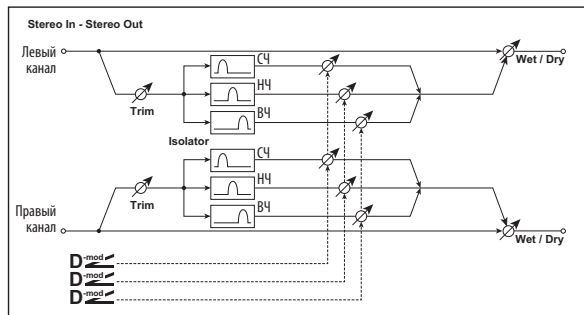 Stereo In - Stereo Out
Левый
канал
Trim
СЧ
НЧ
ВЧ
Wet / Dry
Isolator
СЧ
НЧ
ВЧ
Trim
Правый
канал
Wet / Dry
D-mod
D-mod
D-mod